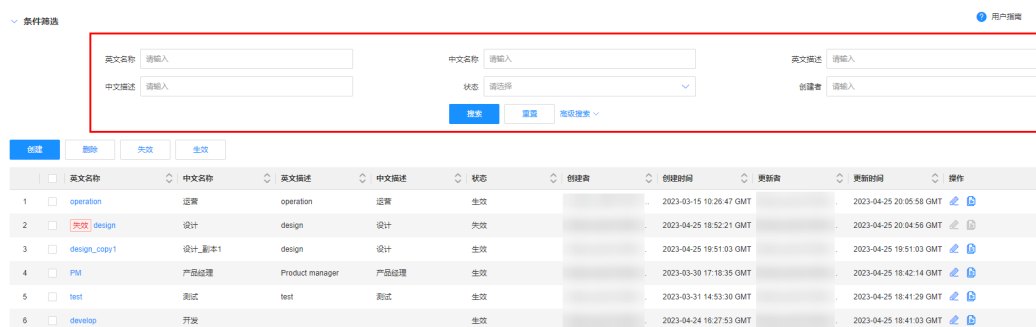 用户指南
条件筛选
英文名称 请输入 中文名称 请输入 英文描述 请输入
中文描述 请输入 状态 请选择 创建者 请输入
搜索 重置 高级搜索
创建 删除 失效 生效
英文名称 中文名称 英文描述 中文描述 状态 创建者 创建时间 更新者 更新时间 操作
1 operation 运营 operation 运营 生效 2023-03-15 10:26:47 GMT 2023-04-25 20:05:58 GMT
2 失效 design 设计 design 设计 失效 2023-04-25 18:52:21 GMT 2023-04-25 20:04:56 GMT
3 design_copy1 设计_副本1 design 设计 生效 2023-04-25 19:51:03 GMT 2023-04-25 19:51:03 GMT
4 PM 产品经理 Product manager 产品经理 生效 2023-03-30 17:18:35 GMT 2023-04-25 18:42:14 GMT
5 test 测试 test 测试 生效 2023-03-31 14:53:30 GMT 2023-04-25 18:41:29 GMT
6 develop 开发 生效 2023-04-24 16:27:53 GMT 2023-04-25 18:41:03 GMT